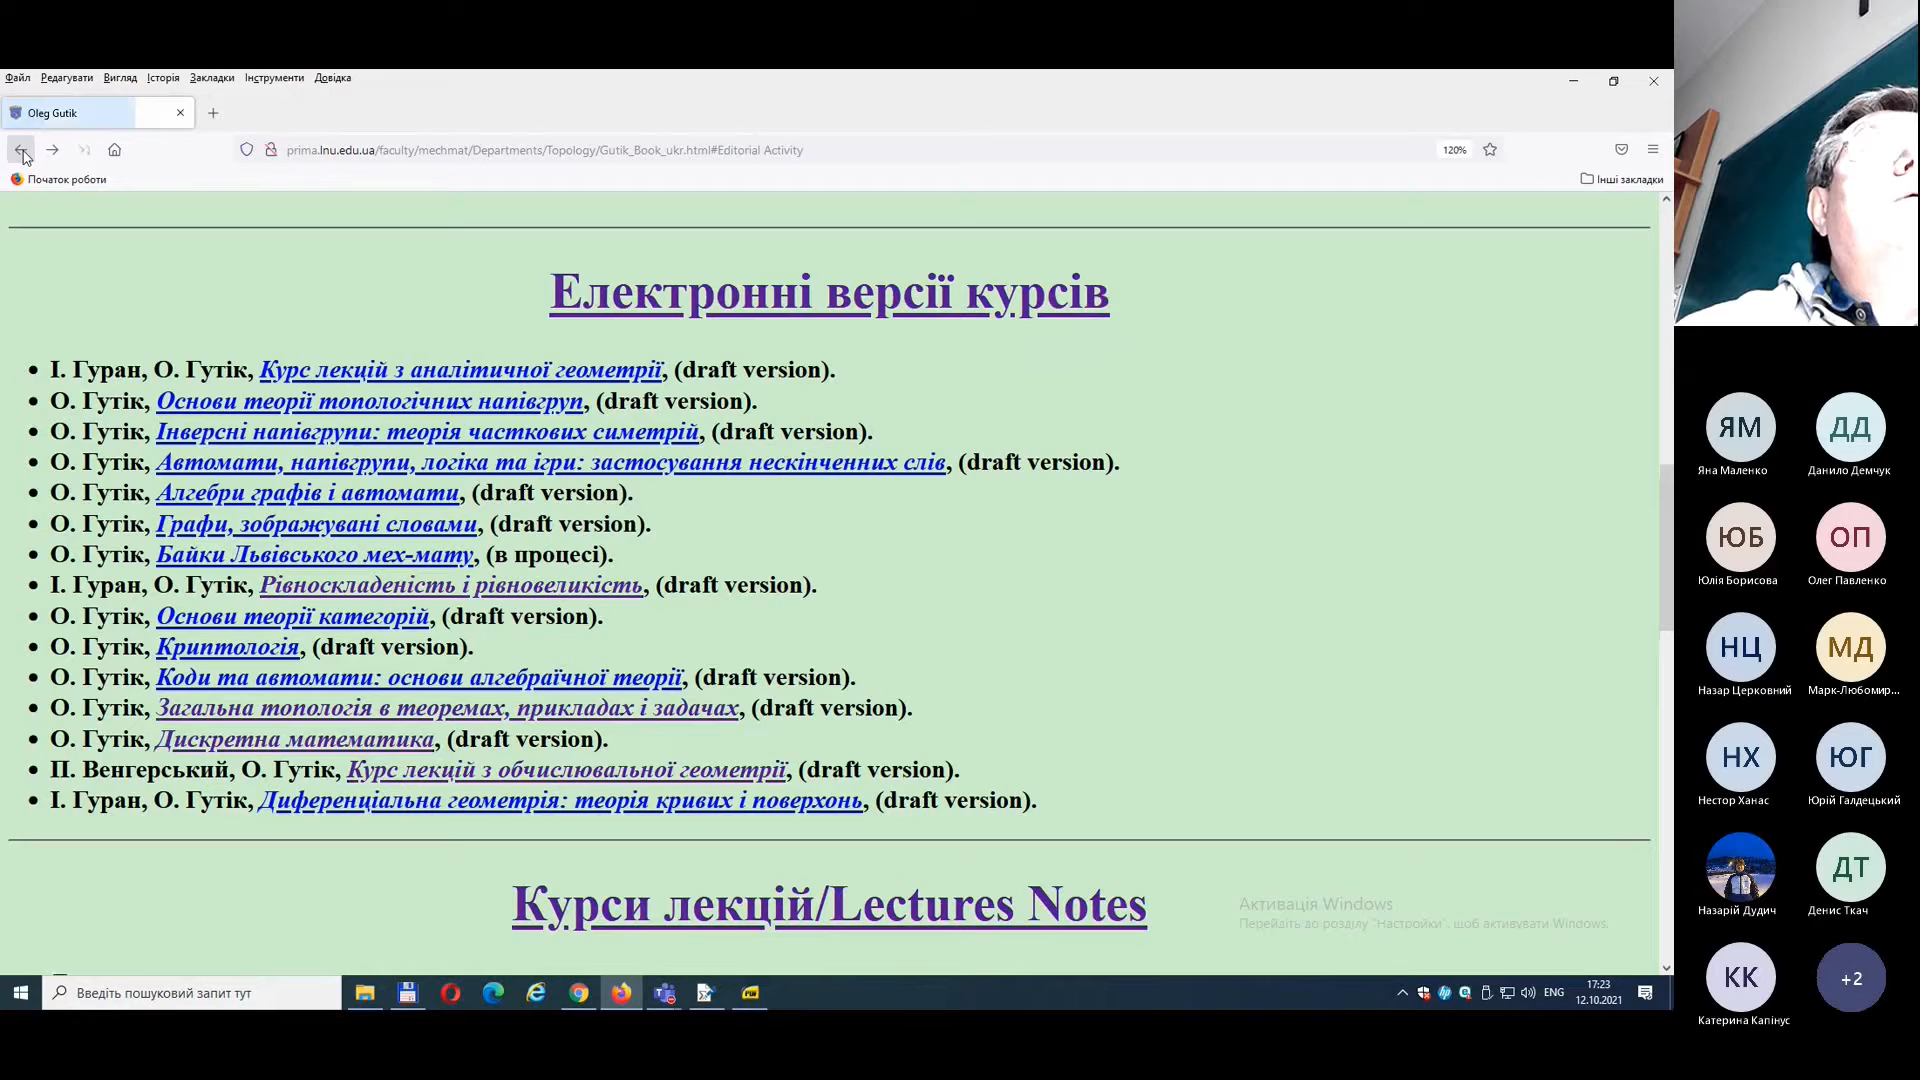 Файл Редагувати Вигляд Історія Закладки Інструменти Довідка
Oleg Gutik
prima.lnu.edu.ua/faculty/mechmat/Departments/Topology/Gutik_Book_ukr.html#Editorial Activity 120%
Початок роботи Інші закладки
Електронні версії курсів
І. Гуран, О. Гутік, Курс лекцій з аналітичної геометрії, (draft version).
О. Гутік, Основи теорії топологічних напівгруп, (draft version).
О. Гутік, Інверсні напівгрупи: теорія часткових симетрій, (draft version).
О. Гутік, Автомати, напівгрупи, логіка та ігри: застосування нескінченних слів, (draft version).
О. Гутік, Алгебри графів і автомати, (draft version).
О. Гутік, Графи, зображувані словами, (draft version).
О. Гутік, Байки Львівського мех-мату, (в процесі).
І. Гуран, О. Гутік, Рівноскладеність і рівновеликість, (draft version).
О. Гутік, Основи теорії категорій, (draft version).
О. Гутік, Криптологія, (draft version).
О. Гутік, Коди та автомати: основи алгебраїчної теорії, (draft version).
О. Гутік, Загальна топологія в теоремах, прикладах і задачах, (draft version).
О. Гутік, Дискретна математика, (draft version).
П. Венгерський, О. Гутік, Курс лекцій з обчислювальної геометрії, (draft version).
І. Гуран, О. Гутік, Диференціальна геометрія: теорія кривих і поверхонь, (draft version).
Курси лекцій/Lectures Notes
Активація Windows
Перейдіть до розділу "Настройки", щоб активувати Windows.
Введіть пошуковий запит тут
ENG
17:23
12.10.2021
ЯМ ДД
Яна Маленко Данило Демчук
ЮБ ОП
Юлія Борисова Олег Павленко
НЦ МД
Назар Церковний Марк-Любомир...
НХ ЮГ
Нестор Ханас Юрій Галдецький
ДТ
Назарій Дудич Денис Ткач
КК +2
Катерина Капінус